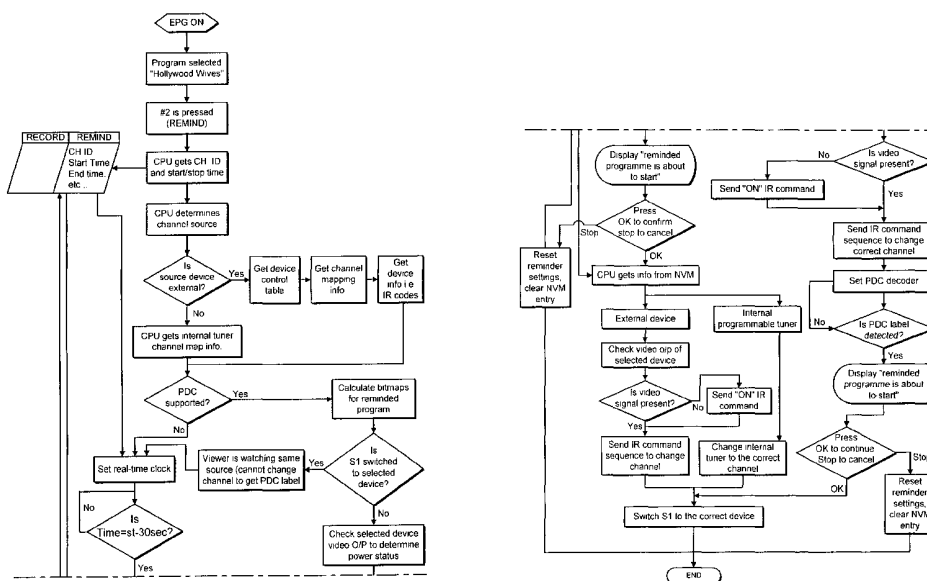 EPG ON
Program selected
"Hollywood Wives"
#2 is pressed
(REMIND)
RECORD
REMIND
CH ID
Start Time
End time.
etc ..
CPU gets CH ID
and start/stop time
CPU determines
channel source
Is
source device
external?
Yes
Get device
control
table
Get channel
mapping
info
Get
device
info i.e
IR codes
No
CPU gets internal tuner
channel map info.
PDC
supported?
Yes
Calculate bitmaps
for reminded
program
No
Is
S1 switched
to selected
device?
Yes
Viewer is watching same
source (cannot change
channel to get PDC label
Set real-time clock
No
Is
Time=st-30sec?
Yes
No
Check selected device
video O/P to determine
power status
Display "reminded
programme is about
to start"
Press
OK to confirm
stop to cancel
Stop
OK
Reset
reminder
settings,
clear NVM
entry
CPU gets info from NVM
External device
Internal
programmable tuner
Check video o/p of
selected device
Is video
signal present?
No
Send "ON" IR
command
Yes
Send IR command
sequence to change
channel
Change internal
tuner to the correct
channel
Switch S1 to the correct device
END
Is video
signal present?
No
Send "ON" IR command
Yes
Send IR command
sequence to change
correct channel
Set PDC decoder
No
Is PDC label
detected?
Yes
Display "reminded
programme is about
to start"
Press
OK to continue
Stop to cancel
Stop
OK
Reset
reminder
settings,
clear NVM
entry